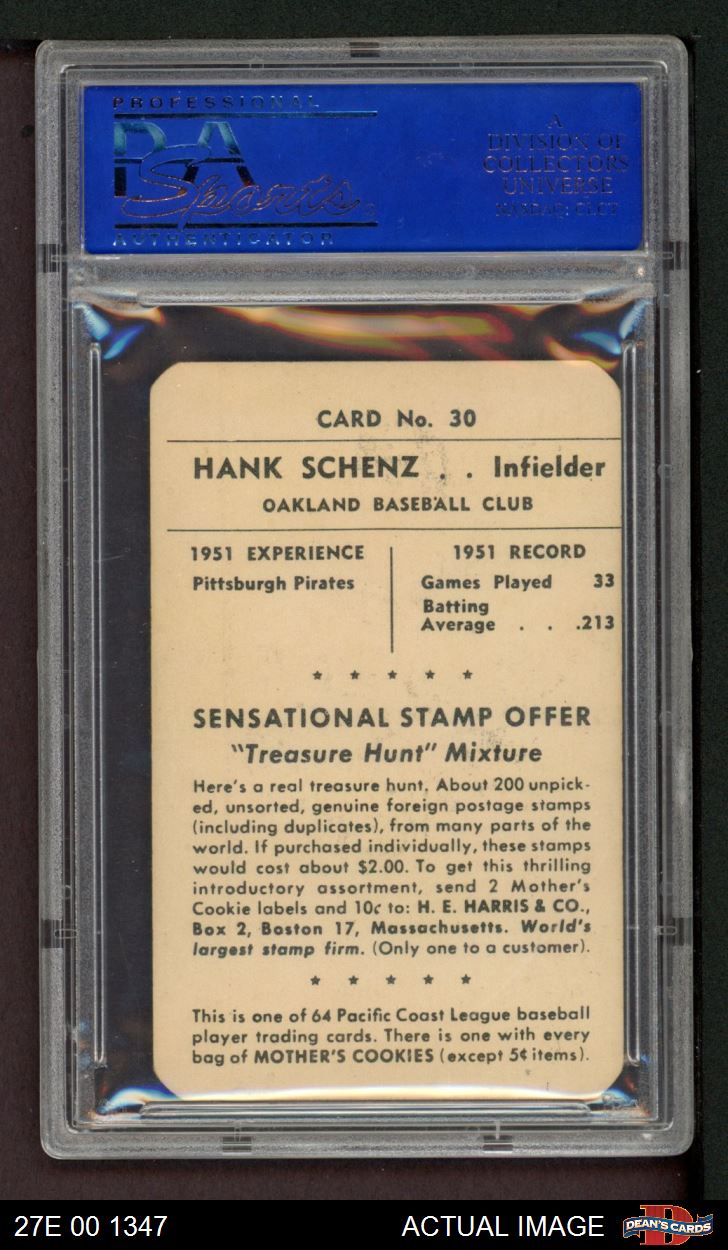 PROFESSIONAL
PSA
Sports
AUTHENTICATOR
A
DIVISION OF
COLLECTORS
UNIVERSE
NASDAQ: CLCT
CARD No. 30
HANK SCHENZ . . Infielder
OAKLAND BASEBALL CLUB
1951 EXPERIENCE
Pittsburgh Pirates
1951 RECORD
Games Played 33
Batting
Average . . .213
SENSATIONAL STAMP OFFER
"Treasure Hunt" Mixture
Here's a real treasure hunt. About 200 unpick-
ed, unsorted, genuine foreign postage stamps
(including duplicates), from many parts of the
world. If purchased individually, these stamps
would cost about $2.00. To get this thrilling
introductory assortment, send 2 Mother's
Cookie labels and 10¢ to: H. E. HARRIS & CO.,
Box 2, Boston 17, Massachusetts. World's
largest stamp firm. (Only one to a customer).
This is one of 64 Pacific Coast League baseball
player trading cards. There is one with every
bag of MOTHER'S COOKIES (except 5¢ items).
27E 00 1347
ACTUAL IMAGE
D
DEAN'S CARDS